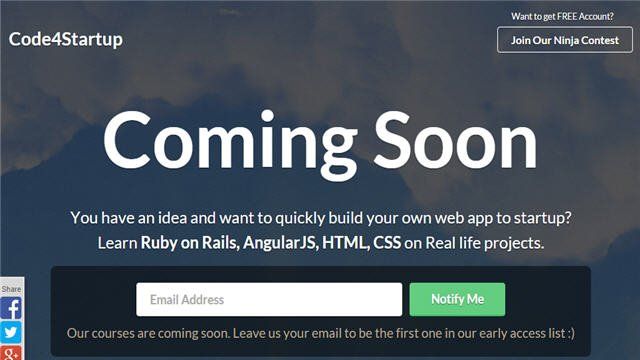 Want to get FREE Account?
Code4Startup
Join Our Ninja Contest
Coming Soon
You have an idea and want to quickly build your own web app to startup?
Learn Ruby on Rails, AngularJS, HTML, CSS on Real life projects.
Share
Email Address
Notify Me
Our courses are coming soon. Leave us your email to be the first one in our early access list :)